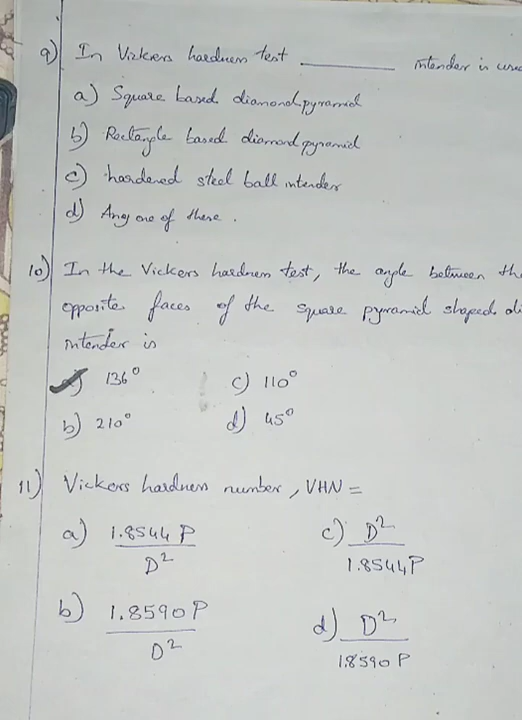 9) In Vickers hardness test ________ intender is used
a) Square based diamond pyramid
b) Rectangle based diamond pyramid
c) hardened steel ball intender
d) Any one of these.
10) In the Vickers hardness test, the angle between the
opposite faces of the square pyramid shaped
intender is
a) 136° c) 110°
b) 210° d) 45°
11) Vickers hardness number, VHN =
a) 1.8544 P / D² c) D² / 1.8544P
b) 1.8590 P / D² d) D² / 1.8590 P